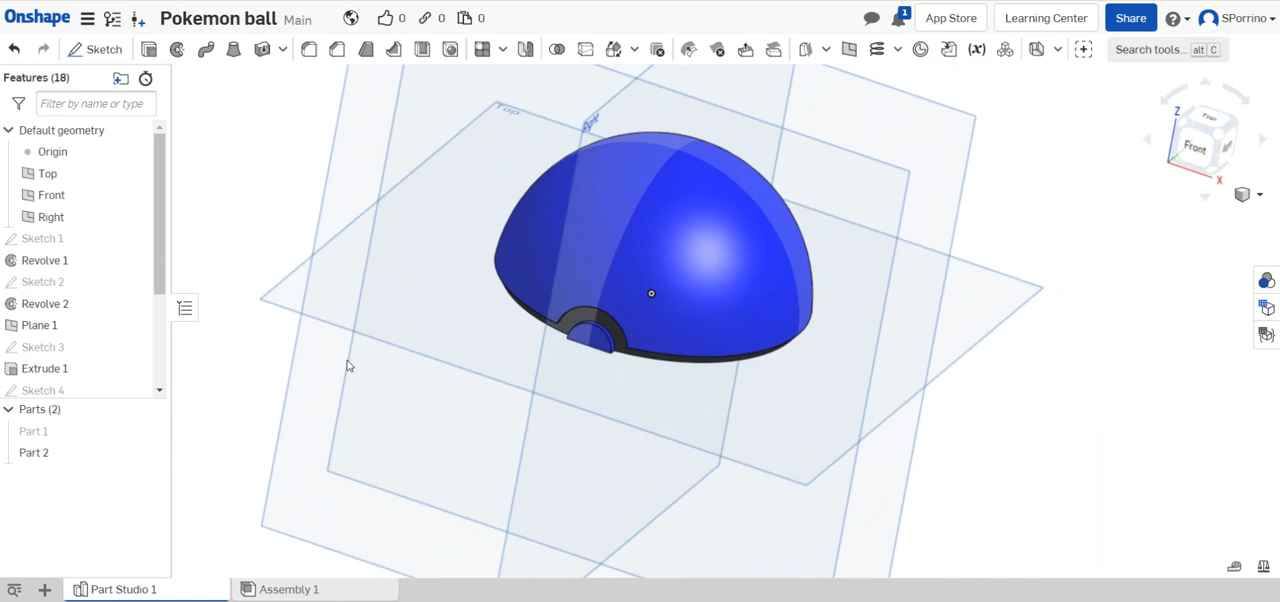 Onshape
Pokemon ball Main
0
0
0
1
App Store
Learning Center
Share
SPorrino
Sketch
(x)
Search tools... alt C
Features (18)
Filter by name or type
Default geometry
Origin
Top
Front
Right
Sketch 1
Revolve 1
Sketch 2
Revolve 2
Plane 1
Sketch 3
Extrude 1
Sketch 4
Parts (2)
Part 1
Part 2
Top
Z
Top
Front
X
Part Studio 1
Assembly 1